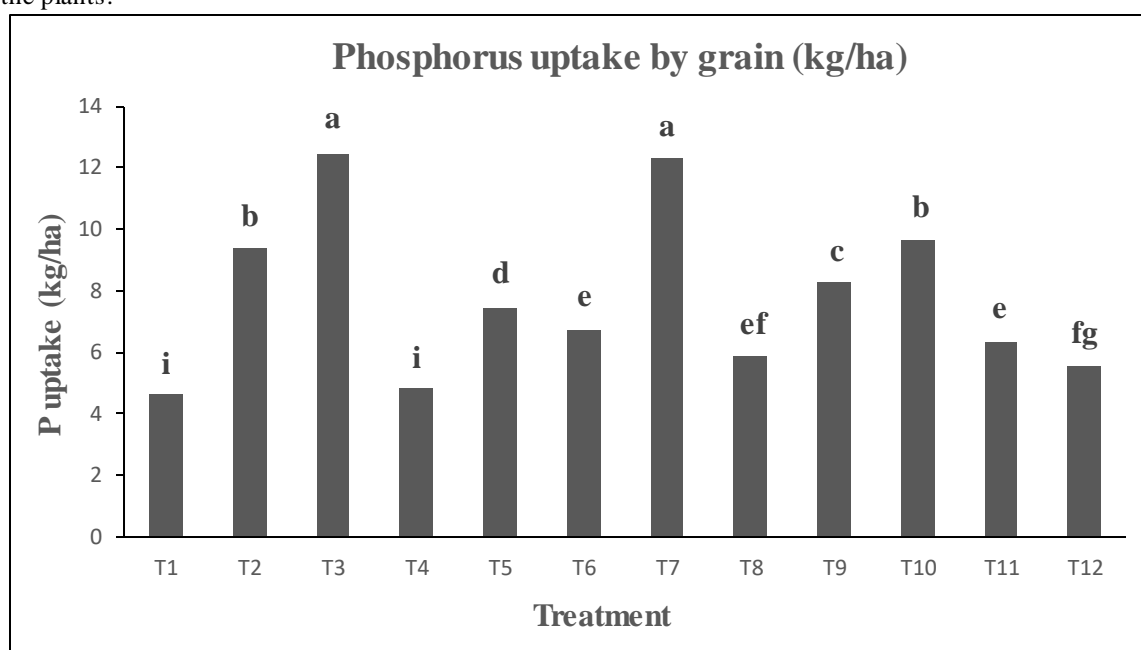 the plants.
Phosphorus uptake by grain (kg/ha)
14
12
10
8
6
4
2
0
P uptake (kg/ha)
i
b
a
i
d
e
a
ef
c
b
e
fg
T1 T2 T3 T4 T5 T6 T7 T8 T9 T10 T11 T12
Treatment